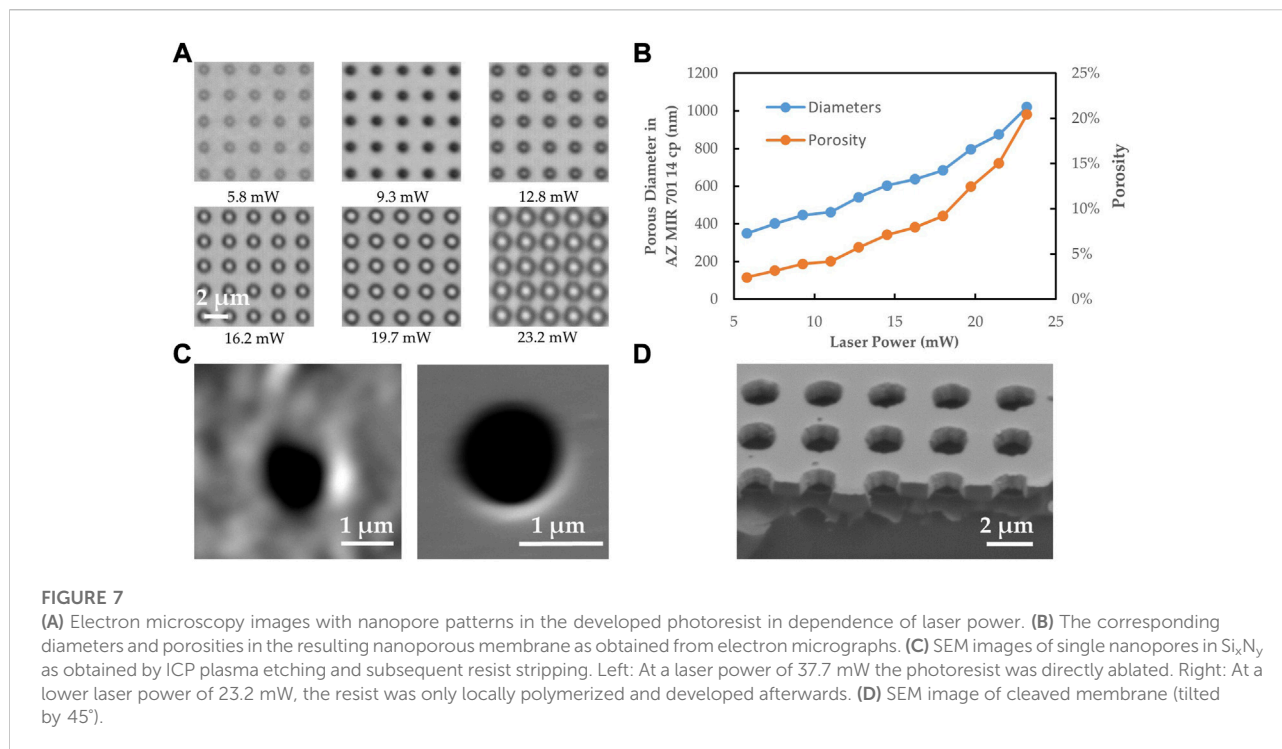 A
5.8 mW
9.3 mW
12.8 mW
2 μm
16.2 mW
19.7 mW
23.2 mW
B
Porous Diameter in
AZ MIR 701 14 cp (nm)
1200
1000
800
600
400
200
0
Diameters
Porosity
25%
20%
15%
10%
5%
0%
Porosity
5
10
15
20
25
Laser Power (mW)
C
1 μm
1 μm
D
2 μm
FIGURE 7
(A) Electron microscopy images with nanopore patterns in the developed photoresist in dependence of laser power. (B) The corresponding
diameters and porosities in the resulting nanoporous membrane as obtained from electron micrographs. (C) SEM images of single nanopores in SixNy
as obtained by ICP plasma etching and subsequent resist stripping. Left: At a laser power of 37.7 mW the photoresist was directly ablated. Right: At a
lower laser power of 23.2 mW, the resist was only locally polymerized and developed afterwards. (D) SEM image of cleaved membrane (tilted
by 45°).